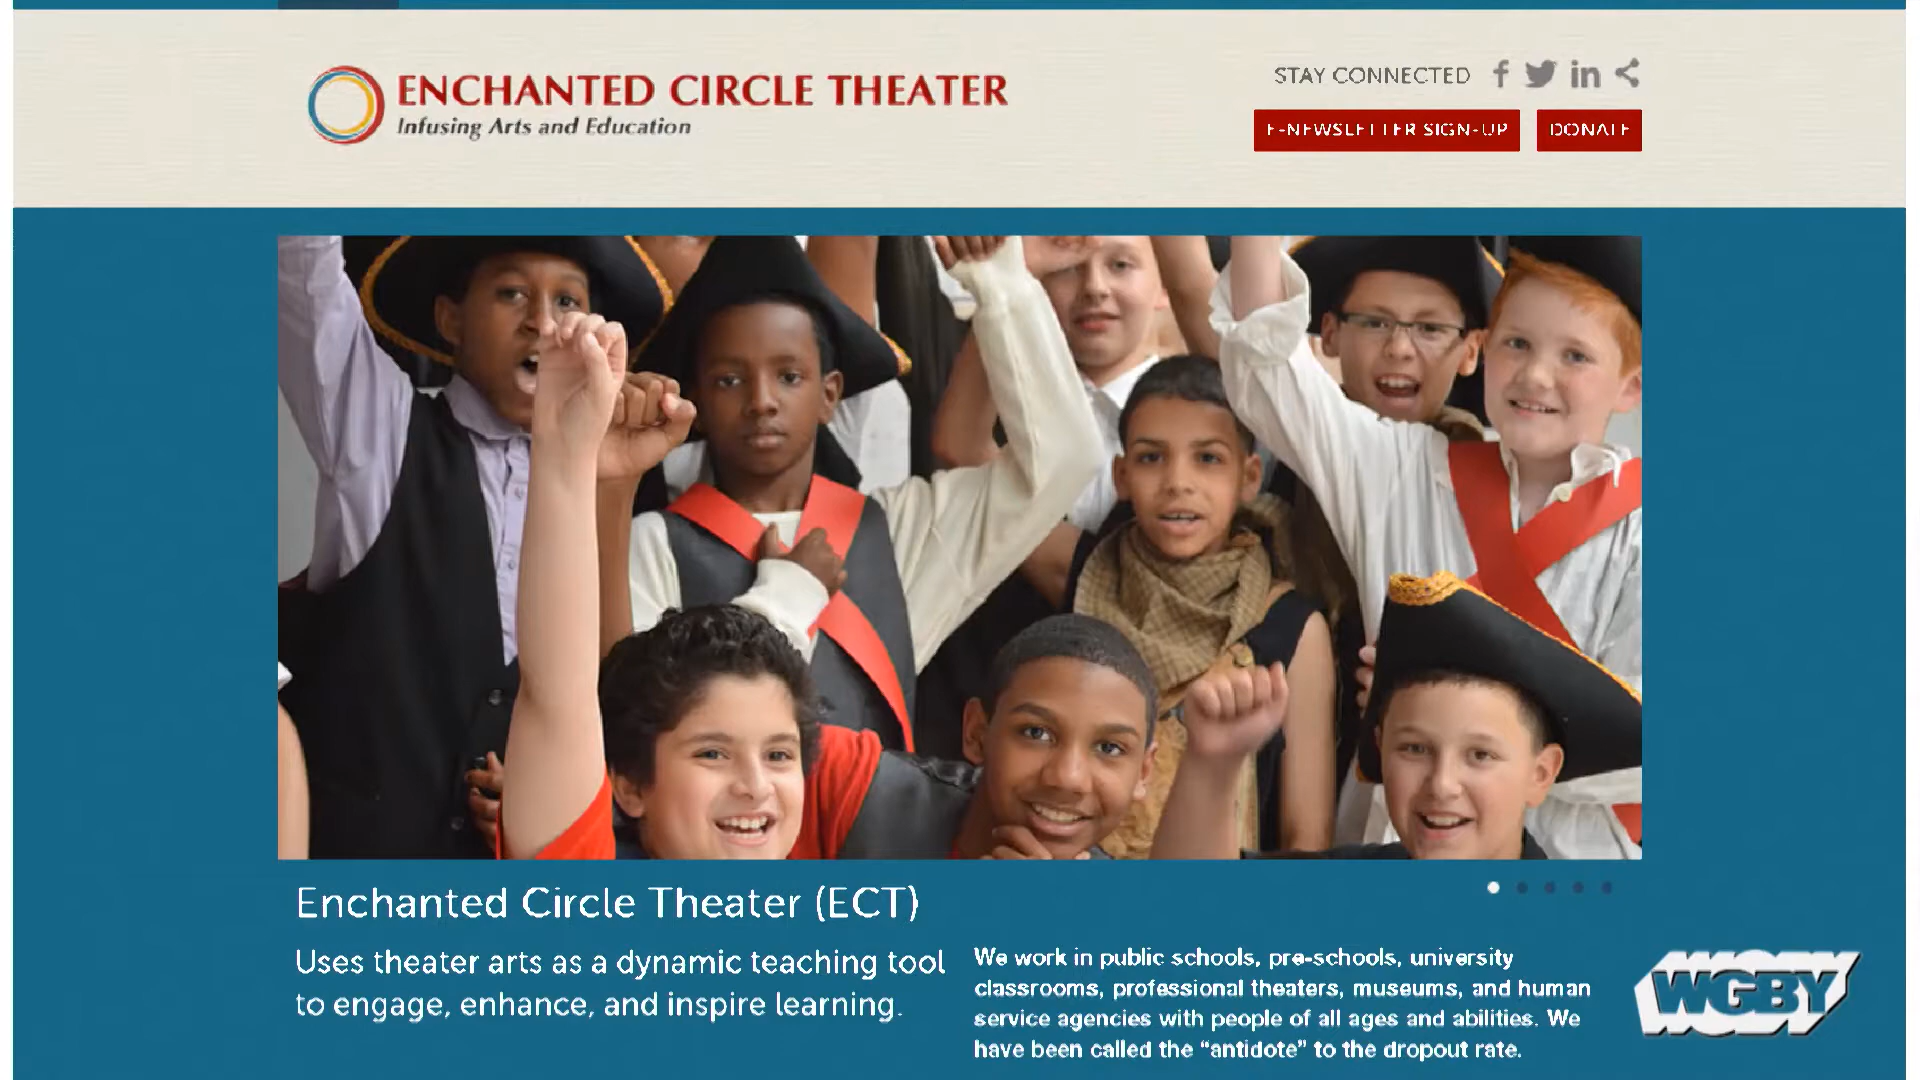 ENCHANTED CIRCLE THEATER
Infusing Arts and Education
STAY CONNECTED
E-NEWSLETTER SIGN-UP
DONATE
Enchanted Circle Theater (ECT)
Uses theater arts as a dynamic teaching tool
to engage, enhance, and inspire learning.
We work in public schools, pre-schools, university
classrooms, professional theaters, museums, and human
service agencies with people of all ages and abilities. We
have been called the “antidote” to the dropout rate.
WGBY